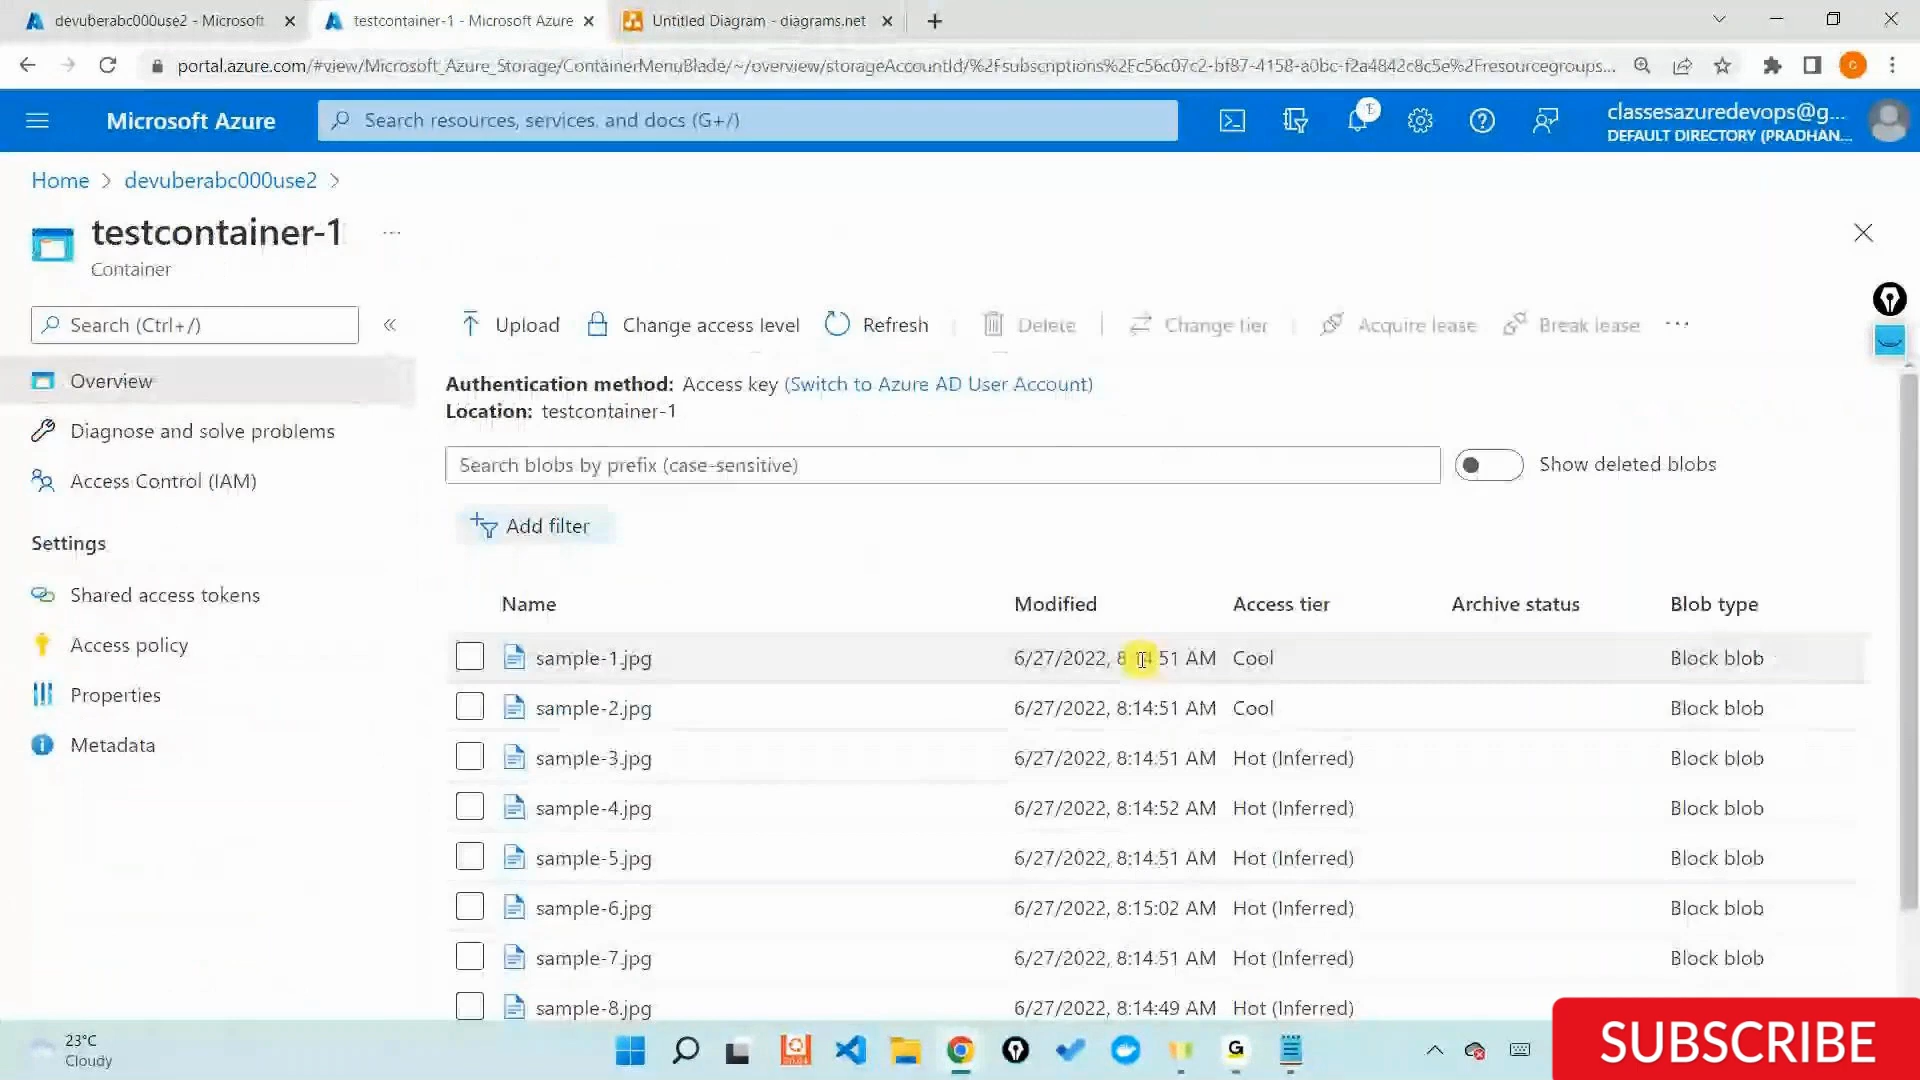 devuberabc000use2 - Microsoft
testcontainer-1 - Microsoft Azure
Untitled Diagram - diagrams.net
portal.azure.com/#view/Microsoft_Azure_Storage/ContainerMenuBlade/~/overview/storageAccountId/%2Fsubscriptions%2Fc56c07c2-bf87-4158-a0bc-f2a4842c8c5e%2Fresourcegroups...
Microsoft Azure
Search resources, services, and docs (G+/)
classesazuredevops@g...
DEFAULT DIRECTORY (PRADHAN...
Home > devuberabc000use2 >
testcontainer-1 ...
Container
Search (Ctrl+/)
«
Upload
Change access level
Refresh
Delete
Change tier
Acquire lease
Break lease
...
Overview
Diagnose and solve problems
Access Control (IAM)
Settings
Shared access tokens
Access policy
Properties
Metadata
Authentication method: Access key (Switch to Azure AD User Account)
Location: testcontainer-1
Search blobs by prefix (case-sensitive)
Show deleted blobs
Add filter
Name Modified Access tier Archive status Blob type
sample-1.jpg 6/27/2022, 8:14:51 AM Cool Block blob
sample-2.jpg 6/27/2022, 8:14:51 AM Cool Block blob
sample-3.jpg 6/27/2022, 8:14:51 AM Hot (Inferred) Block blob
sample-4.jpg 6/27/2022, 8:14:52 AM Hot (Inferred) Block blob
sample-5.jpg 6/27/2022, 8:14:51 AM Hot (Inferred) Block blob
sample-6.jpg 6/27/2022, 8:15:02 AM Hot (Inferred) Block blob
sample-7.jpg 6/27/2022, 8:14:51 AM Hot (Inferred) Block blob
sample-8.jpg 6/27/2022, 8:14:49 AM Hot (Inferred)
23°C
Cloudy
SUBSCRIBE